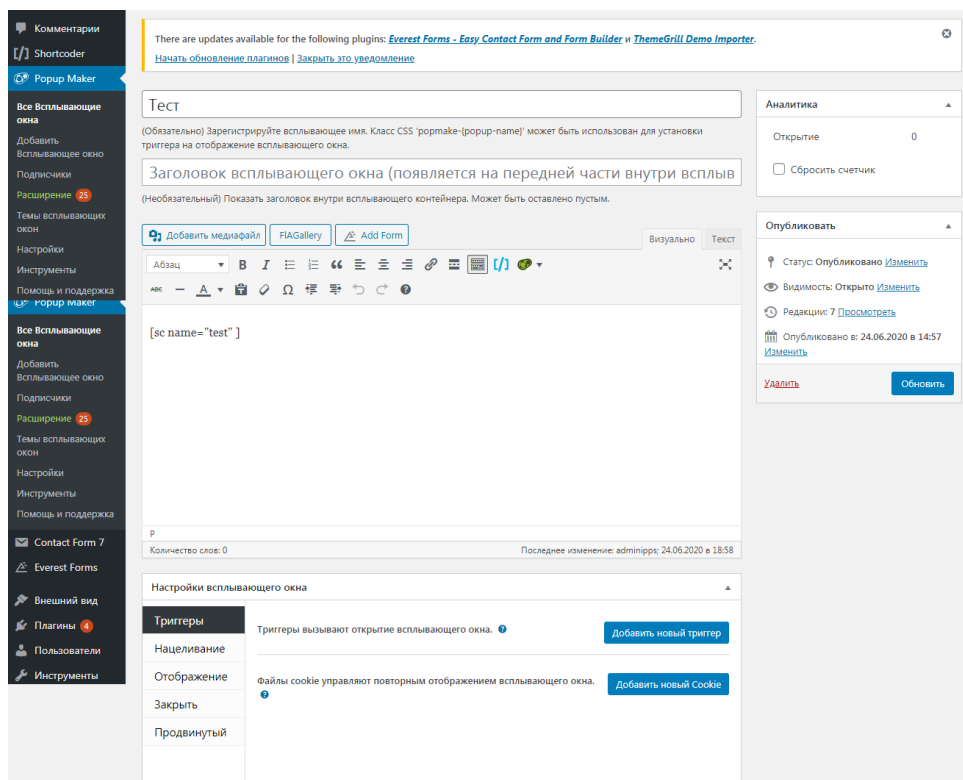 Комментарии
[/] Shortcoder
Popup Maker
Все Всплывающие
окна
Добавить
Всплывающее окно
Подписчики
Расширение 25
Темы всплывающих
окон
Настройки
Инструменты
Помощь и поддержка
Popup Maker
Все Всплывающие
окна
Добавить
Всплывающее окно
Подписчики
Расширение 25
Темы всплывающих
окон
Настройки
Инструменты
Помощь и поддержка
Contact Form 7
Everest Forms
Внешний вид
Плагины 4
Пользователи
Инструменты
There are updates available for the following plugins: Everest Forms - Easy Contact Form and Form Builder и ThemeGrill Demo Importer.
Начать обновление плагинов | Закрыть это уведомление
Тест
(Обязательно) Зарегистрируйте всплывающее имя. Класс CSS 'popmake-{popup-name}' может быть использован для установки
триггера на отображение всплывающего окна.
Заголовок всплывающего окна (появляется на передней части внутри всплыв
(Необязательный) Показать заголовок внутри всплывающего контейнера. Может быть оставлено пустым.
Добавить медиафайл FlAGallery Add Form
Визуально Текст
Абзац B I [/]
ABC A Ω
[sc name="test" ]
P
Количество слов: 0 Последнее изменение: adminipps; 24.06.2020 в 18:58
Настройки всплывающего окна
Триггеры
Нацеливание
Отображение
Закрыть
Продвинутый
Триггеры вызывают открытие всплывающего окна. Добавить новый триггер
Файлы cookie управляют повторным отображением всплывающего окна. Добавить новый Cookie
Аналитика
Открытие 0
Сбросить счетчик
Опубликовать
Статус: Опубликовано Изменить
Видимость: Открыто Изменить
Редакции: 7 Просмотреть
Опубликовано в: 24.06.2020 в 14:57
Изменить
Удалить Обновить